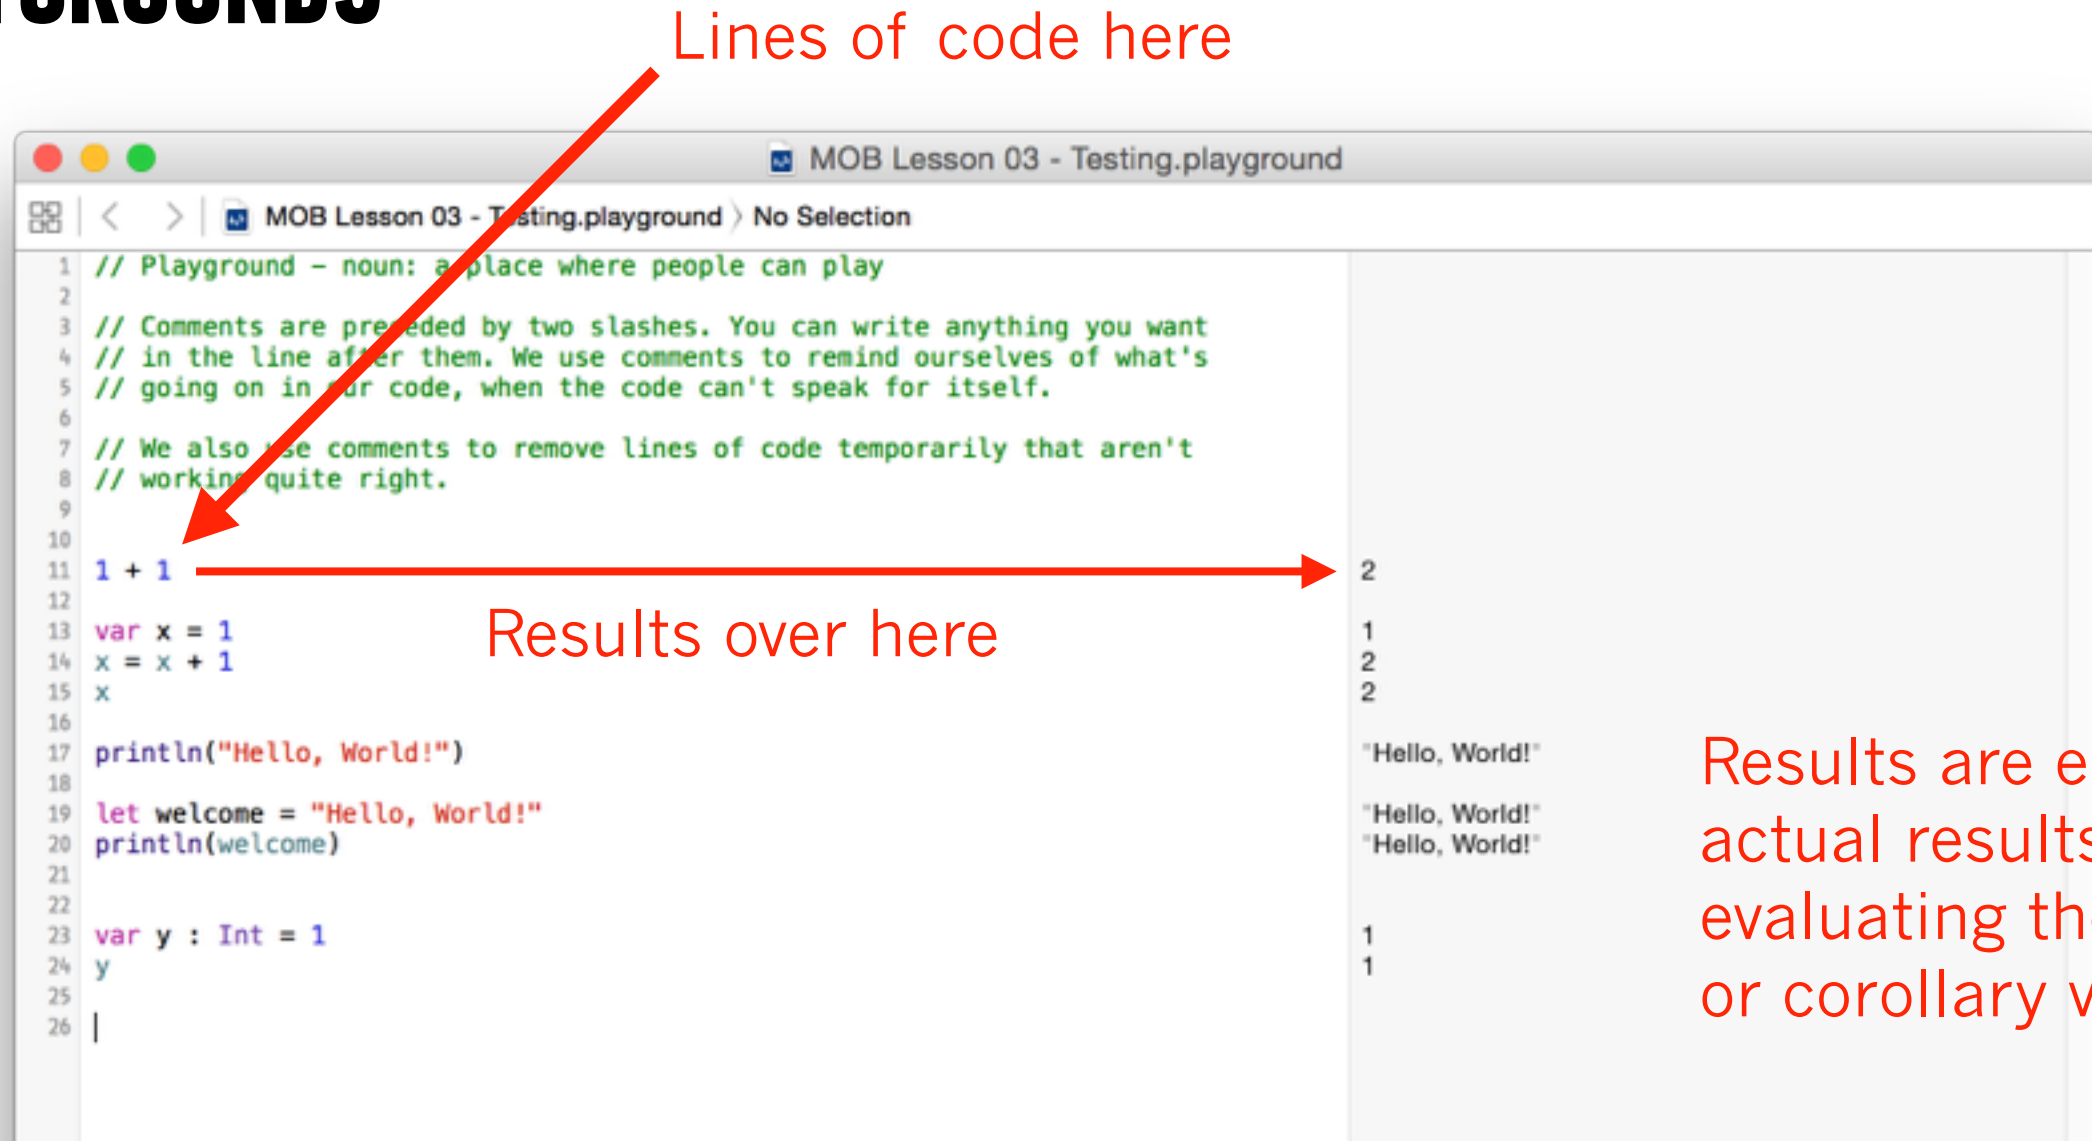 Lines of code here
MOB Lesson 03 - Testing.playground
MOB Lesson 03 - Testing.playground 〉 No Selection
1 // Playground – noun: a place where people can play
2
3 // Comments are preceded by two slashes. You can write anything you want
4 // in the line after them. We use comments to remind ourselves of what's
5 // going on in our code, when the code can't speak for itself.
6
7 // We also use comments to remove lines of code temporarily that aren't
8 // working quite right.
9
10
11 1 + 1 2
12
Results over here
13 var x = 1 1
14 x = x + 1 2
15 x 2
16
17 println("Hello, World!") "Hello, World!"
18
19 let welcome = "Hello, World!" "Hello, World!"
20 println(welcome) "Hello, World!"
21
22
23 var y : Int = 1 1
24 y 1
25
26
Results are e
actual results
evaluating th
or corollary v